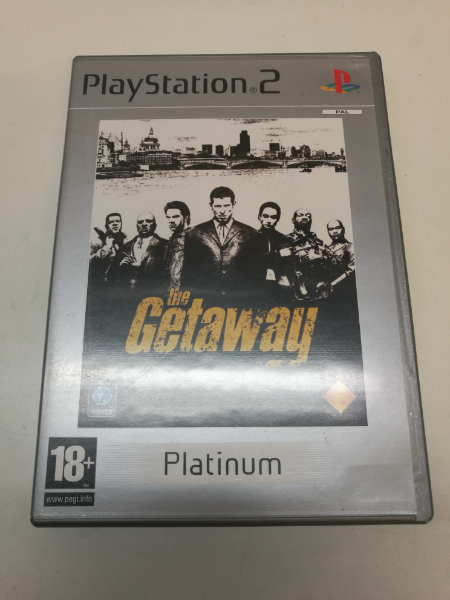 PlayStation®2
PAL
the
Getaway
18+
www.pegi.info
Platinum